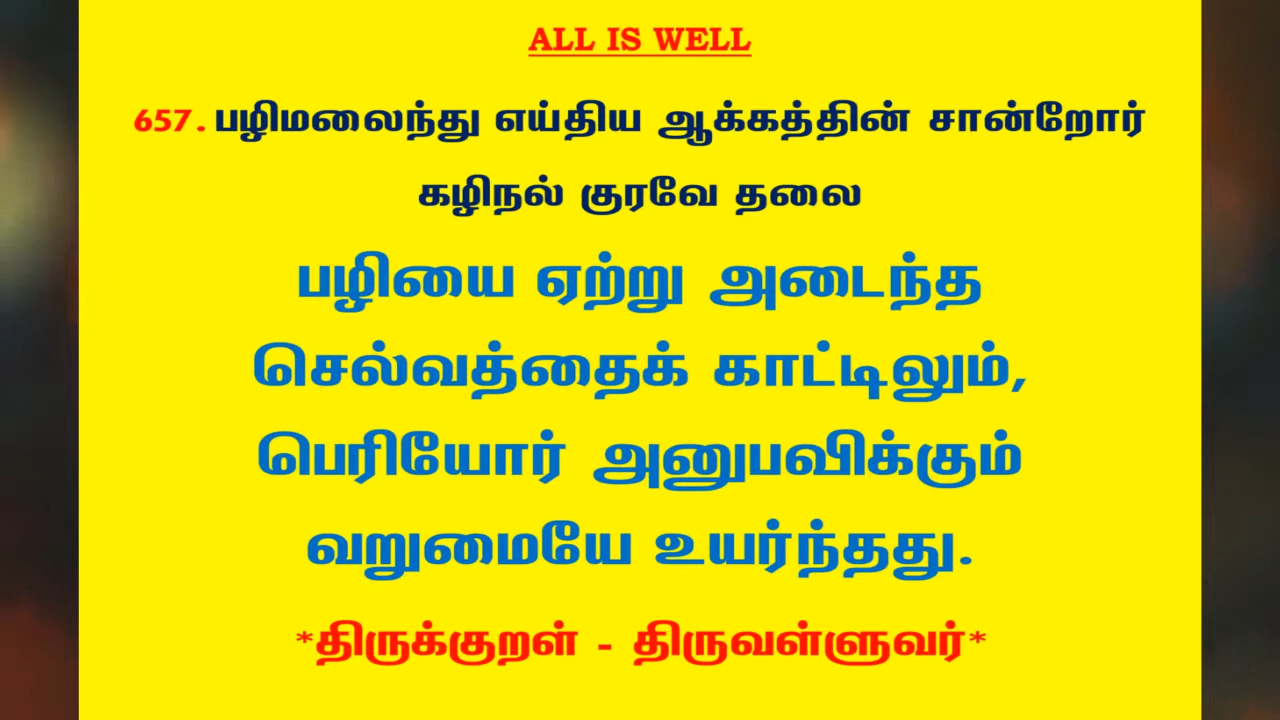 ALL IS WELL
657. பழிமலைந்து எய்திய ஆக்கத்தின் சான்றோர்
கழிநல் குரவே தலை
பழியை ஏற்று அடைந்த
செல்வத்தைக் காட்டிலும்,
பெரியோர் அனுபவிக்கும்
வறுமையே உயர்ந்தது.
*திருக்குறள் - திருவள்ளுவர்*